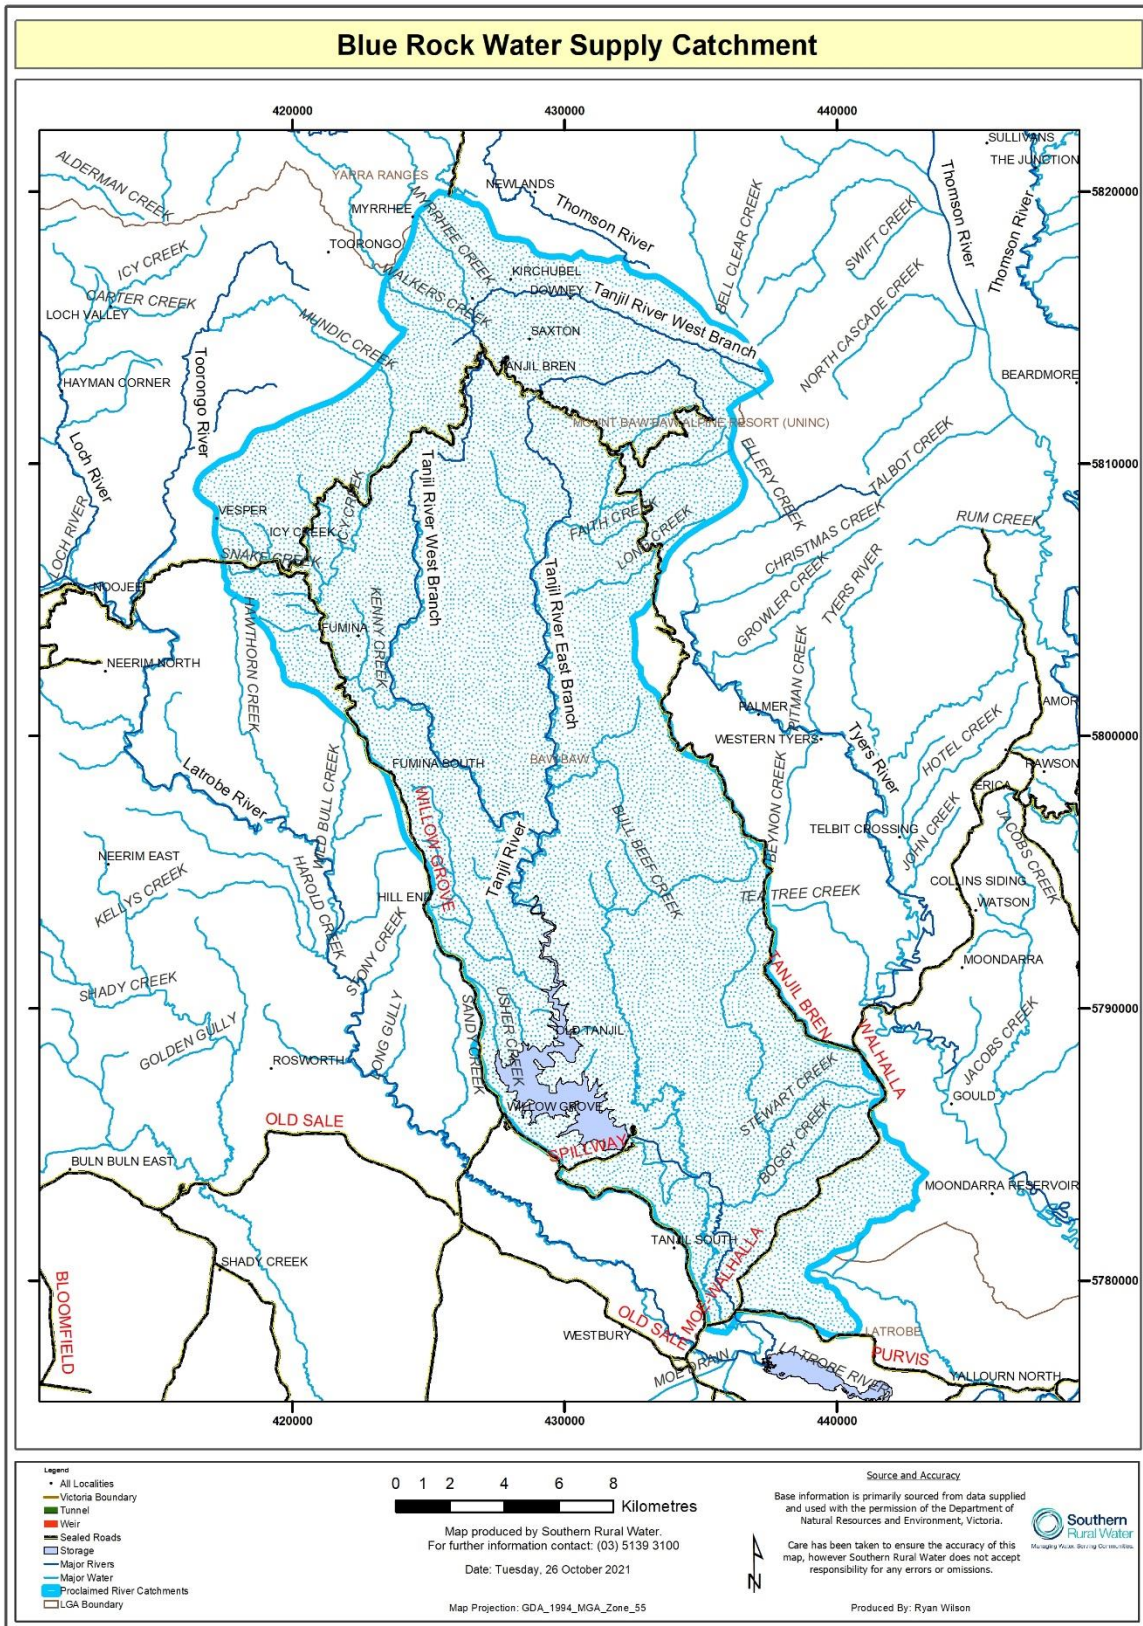 Blue Rock Water Supply Catchment
420000
430000
440000
SULLIVANS
THE JUNCTION
ALDERMAN CREEK
YARRA RANGES
NEWLANDS
5820000
MYRRHEE
MYRRHEE CREEK
Thomson River
Thomson River
Thomson River
BELL CLEAR CREEK
SWIFT CREEK
TOORONGO
ICY CREEK
WALKERS CREEK
KIRCHUBEL
DOWNEY
Tanjil River West Branch
CARTER CREEK
LOCH VALLEY
MUNDIC CREEK
SAXTON
NORTH CASCADE CREEK
Toorongo River
TANJIL BREN
HAYMAN CORNER
BEARDMORE
MOUNT BAW BAW ALPINE RESORT (UNINC)
Loch River
Tanjil River West Branch
ELLERY CREEK
TALBOT CREEK
5810000
LOCH RIVER
VESPER
ICY CREEK
ICY CREEK
FAITH CREEK
LONG CREEK
CHRISTMAS CREEK
RUM CREEK
SNAKE CREEK
NOOJEE
Tanjil River East Branch
GROWLER CREEK
TYERS RIVER
HAWTHORN CREEK
KENNY CREEK
FUMINA
PITMAN CREEK
NEERIM NORTH
PALMER
AMOR
WESTERN TYERS
Tyers River
HOTEL CREEK
5800000
Latrobe River
WILD BULL CREEK
FUMINA SOUTH
BAW BAW
RAWSON
ERICA
WILLOW GROVE
BULL BEEF CREEK
BEYNON CREEK
TELBIT CROSSING
JOHN CREEK
JACOBS CREEK
NEERIM EAST
KELLYS CREEK
HAROLD CREEK
Tanjil River
HILL END
STONY CREEK
TEA TREE CREEK
COLLINS SIDING
WATSON
SHADY CREEK
GOLDEN GULLY
LONG GULLY
SANDY CREEK
USHER CREEK
TANJIL BREN
MOONDARRA
5790000
OLD TANJIL
WALHALLA
JACOBS CREEK
ROSWORTH
WILLOW GROVE
STEWART CREEK
GOULD
OLD SALE
SPILLWAY
BOGGY CREEK
BULN BULN EAST
MOONDARRA RESERVOIR
TANJIL SOUTH
SHADY CREEK
MOE-WALHALLA
5780000
BLOOMFIELD
OLD SALE
WESTBURY
LATROBE
PURVIS
MOE DRAIN
LA TROBE RIVER
YALLOURN NORTH
420000
430000
440000
Legend
All Localities
Victoria Boundary
Tunnel
Weir
Sealed Roads
Storage
Major Rivers
Major Water
Proclaimed River Catchments
LGA Boundary
0 1 2 4 6 8
Kilometres
Map produced by Southern Rural Water.
For further information contact: (03) 5139 3100
Date: Tuesday, 26 October 2021
Map Projection: GDA_1994_MGA_Zone_55
N
Source and Accuracy
Base information is primarily sourced from data supplied
and used with the permission of the Department of
Natural Resources and Environment, Victoria.
Care has been taken to ensure the accuracy of this
map, however Southern Rural Water does not accept
responsibility for any errors or omissions.
Produced By: Ryan Wilson
Southern
Rural Water
Managing Water. Serving Communities.